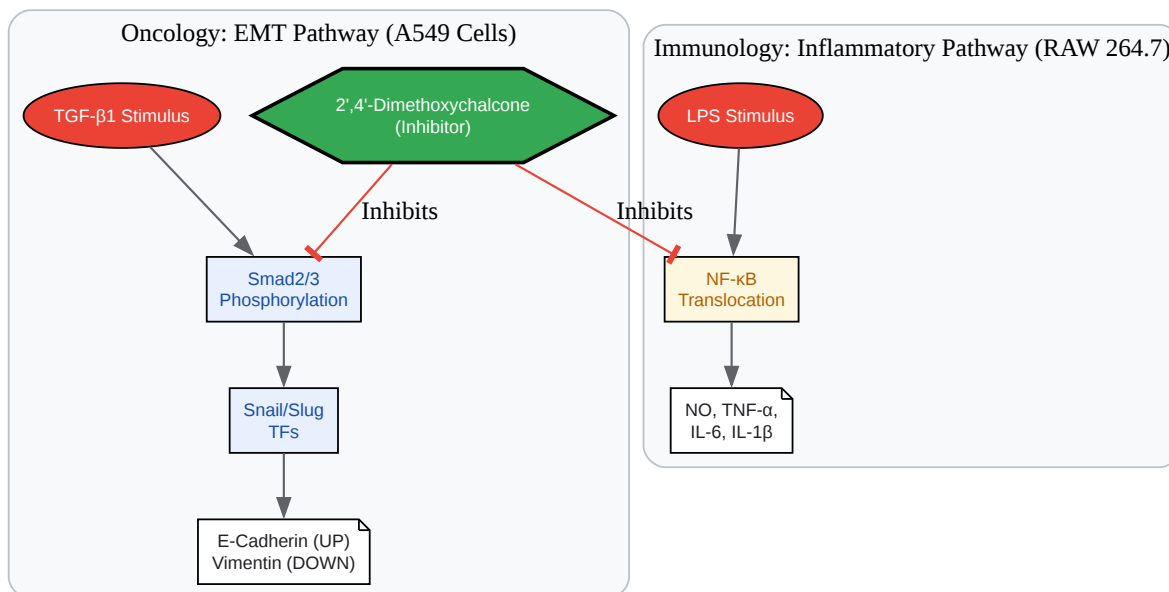 Oncology: EMT Pathway (A549 Cells)
TGF-β1 Stimulus
2',4'-Dimethoxychalcone
(Inhibitor)
Inhibits
Inhibits
Smad2/3
Phosphorylation
Snail/Slug
TFs
E-Cadherin (UP)
Vimentin (DOWN)
Immunology: Inflammatory Pathway (RAW 264.7)
LPS Stimulus
NF-κB
Translocation
NO, TNF-α,
IL-6, IL-1β